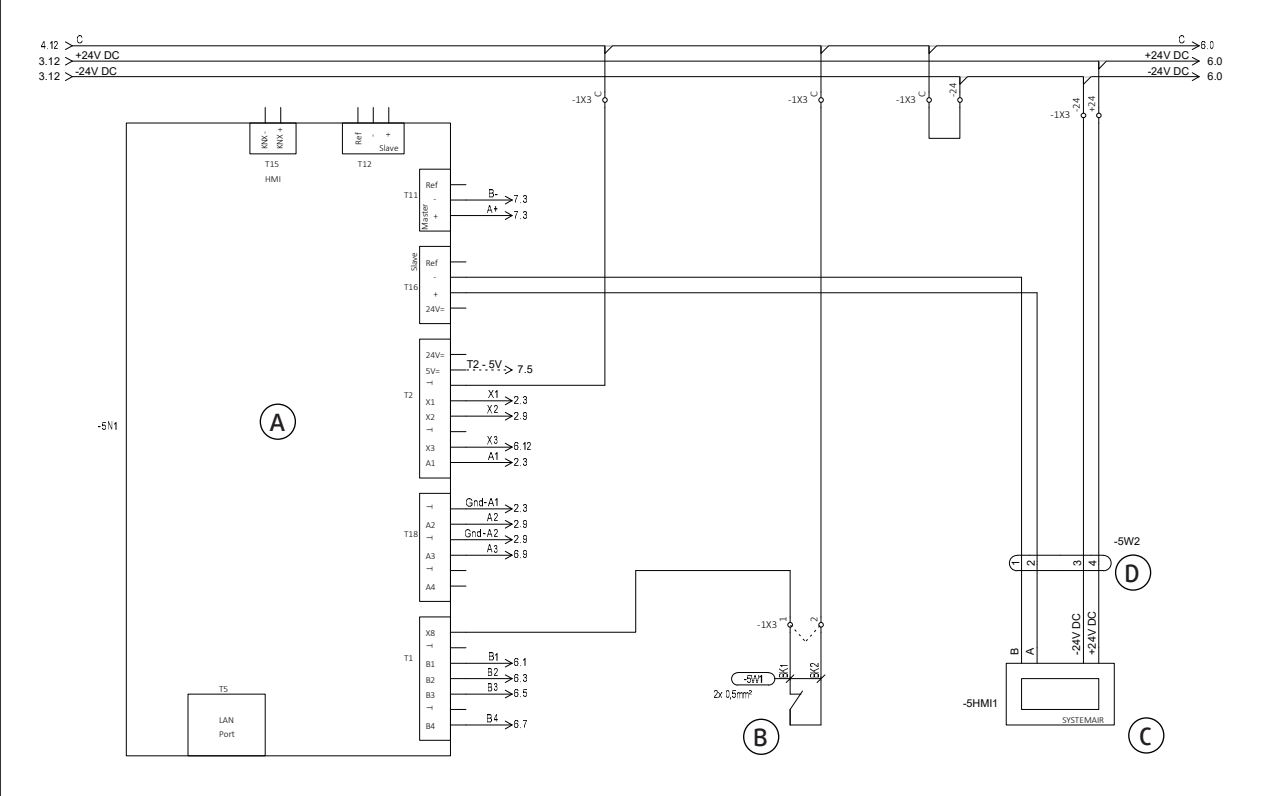 4.12 C C 6.0
3.12 +24V DC +24V DC 6.0
3.12 -24V DC -24V DC 6.0
-1X3 C
-1X3 C
-1X3 C -24
-1X3 -24 +24
KNX - KNX +
T15
HMI
Ref - +
Slave
T12
T11
Master
Ref
- B- 7.3
+ A+ 7.3
Slave
T16
Ref
-
+
24V=
T2
24V=
5V= T2 - 5V 7.5
X1 X1 2.3
X2 X2 2.9
X3 X3 6.12
A1 A1 2.3
-5N1
A
T18
Gnd-A1 2.3
A2 A2 2.9
Gnd-A2 2.9
A3 A3 6.9
A4
-5W2
1 2 3 4
D
T1
X8
B1 B1 6.1
B2 B2 6.3
B3 B3 6.5
B4 B4 6.7
-1X3 1 2
-5W1 BK1 BK2
2x 0,5mm²
B
B A -24V DC +24V DC
-5HMI1
SYSTEMAIR
C
T5
LAN
Port